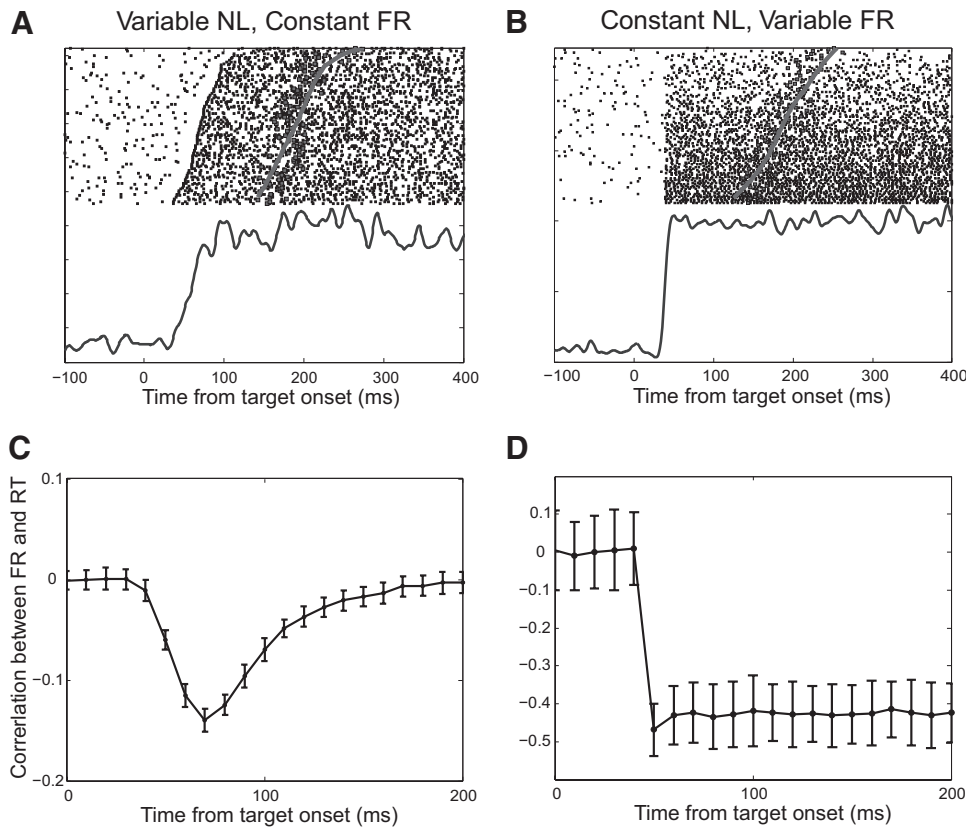 A
Variable NL, Constant FR
B
Constant NL, Variable FR
−100 0 100 200 300 400
Time from target onset (ms)
−100 0 100 200 300 400
Time from target onset (ms)
C
D
Correrlation between FR and RT
0.1
0
−0.1
−0.2
0 100 200
Time from target onset (ms)
0.1
0
−0.1
−0.2
−0.3
−0.4
−0.5
0 100 200
Time from target onset (ms)